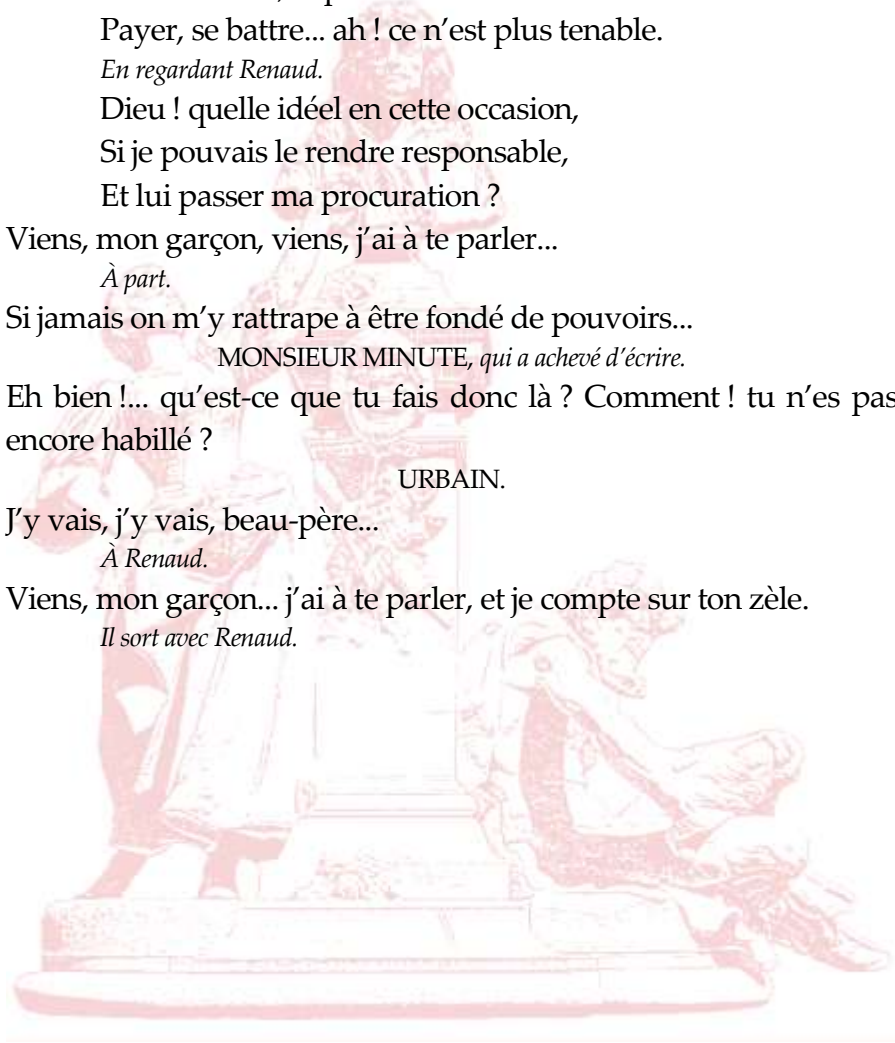 Payer, se battre... ah ! ce n’est plus tenable.
En regardant Renaud.
Dieu ! quelle idéel en cette occasion,
Si je pouvais le rendre responsable,
Et lui passer ma procuration ?
Viens, mon garçon, viens, j’ai à te parler...
À part.
Si jamais on m’y rattrape à être fondé de pouvoirs...
MONSIEUR MINUTE, qui a achevé d’écrire.
Eh bien !... qu’est-ce que tu fais donc là ? Comment ! tu n’es pas
encore habillé ?
URBAIN.
J’y vais, j’y vais, beau-père...
À Renaud.
Viens, mon garçon... j’ai à te parler, et je compte sur ton zèle.
Il sort avec Renaud.